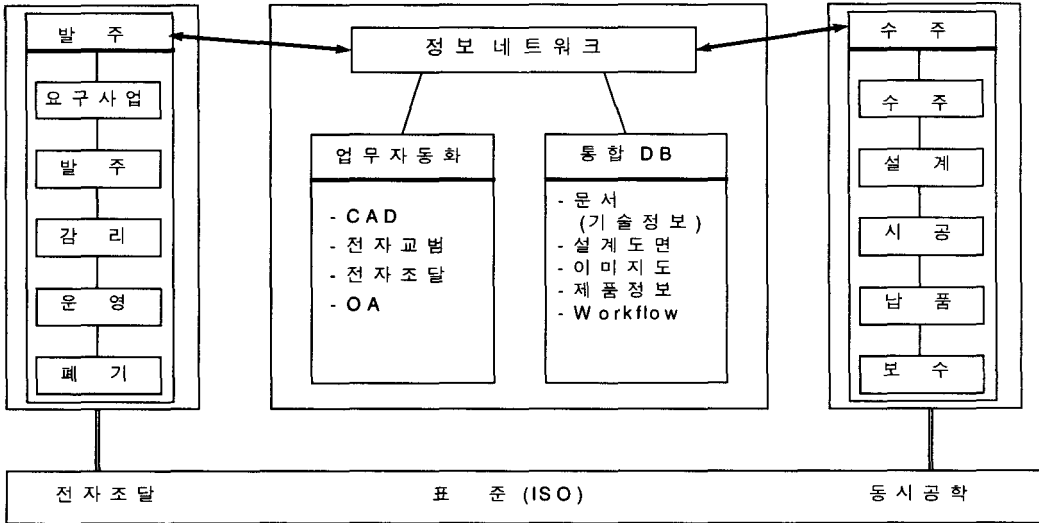 발 주
요구사업
발 주
감 리
운 영
폐 기
정보 네트워크
업무자동화
- CAD
- 전자교범
- 전자조달
- OA
통합 DB
- 문서
(기술정보)
- 설계도면
- 이미지도
- 제품정보
- Workflow
수 주
수 주
설 계
시 공
납 품
보 수
전자조달
표 준 (ISO)
동시공학